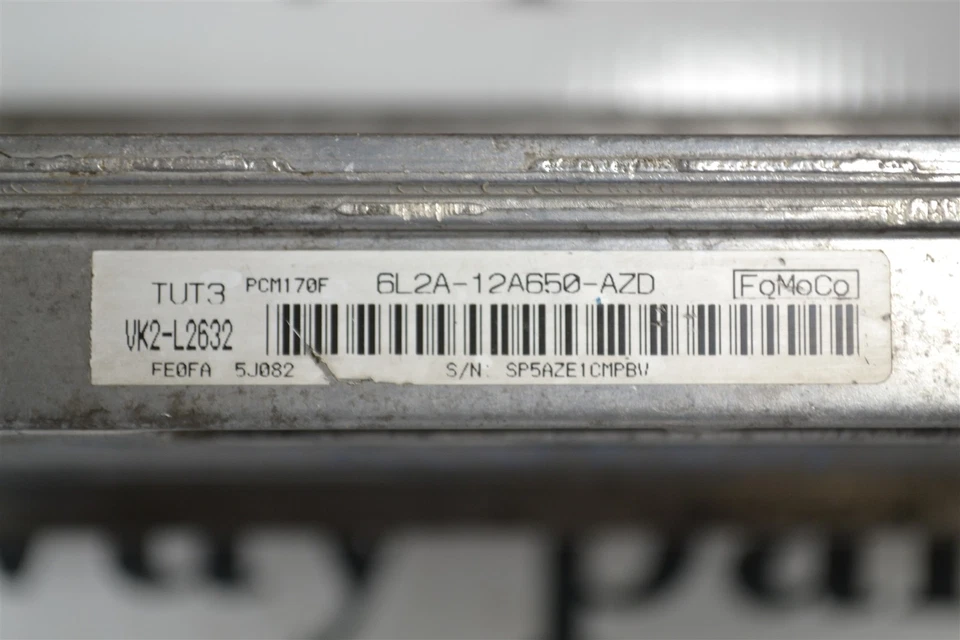 TUT3 PCM170F 6L2A-12A650-AZD FoMoCo
VK2-L2632
FE0FA 5J082 S/N: SP5AZE1CMPBV